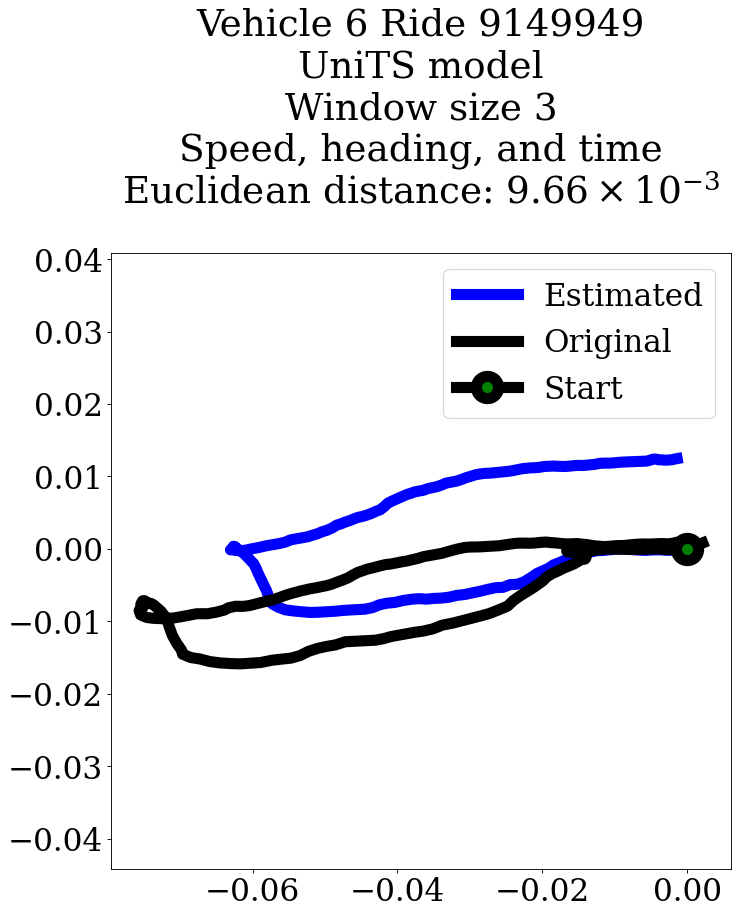 Vehicle 6 Ride 9149949
UniTS model
Window size 3
Speed, heading, and time
Euclidean distance: 9.66 × 10⁻³
Estimated
Original
Start
0.04
0.03
0.02
0.01
0.00
−0.01
−0.02
−0.03
−0.04
−0.06 −0.04 −0.02 0.00